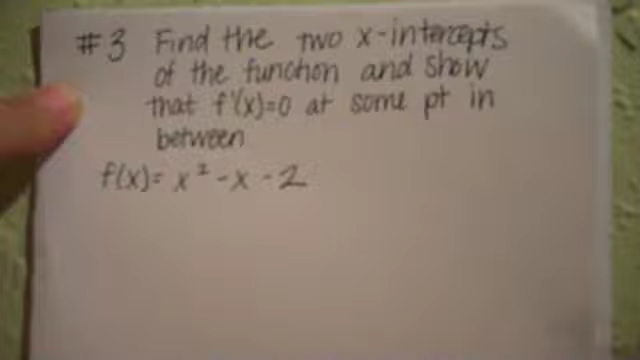 #3 Find the two x-intercepts
of the function and show
that f'(x)=0 at some pt in
between
f(x)= x² -x -2